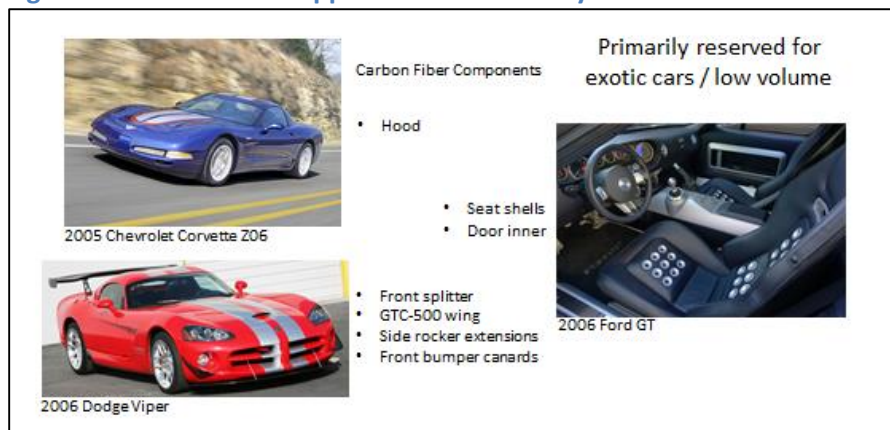 Carbon Fiber Components
Primarily reserved for
exotic cars / low volume
• Hood
2005 Chevrolet Corvette Z06
• Seat shells
• Door inner
2006 Ford GT
• Front splitter
• GTC-500 wing
• Side rocker extensions
• Front bumper canards
2006 Dodge Viper